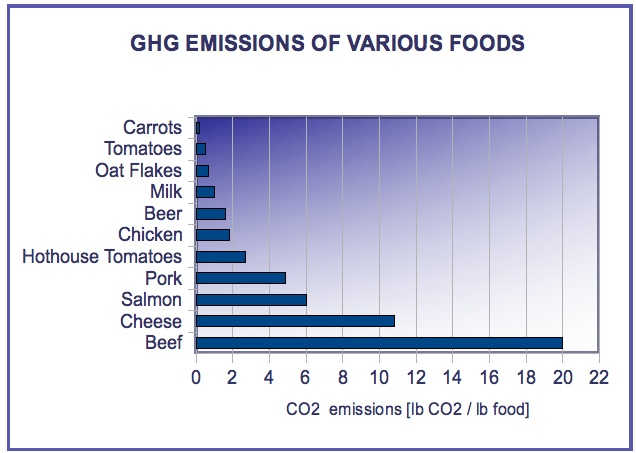 GHG EMISSIONS OF VARIOUS FOODS
Carrots
Tomatoes
Oat Flakes
Milk
Beer
Chicken
Hothouse Tomatoes
Pork
Salmon
Cheese
Beef
0 2 4 6 8 10 12 14 16 18 20 22
CO2 emissions [lb CO2 / lb food]